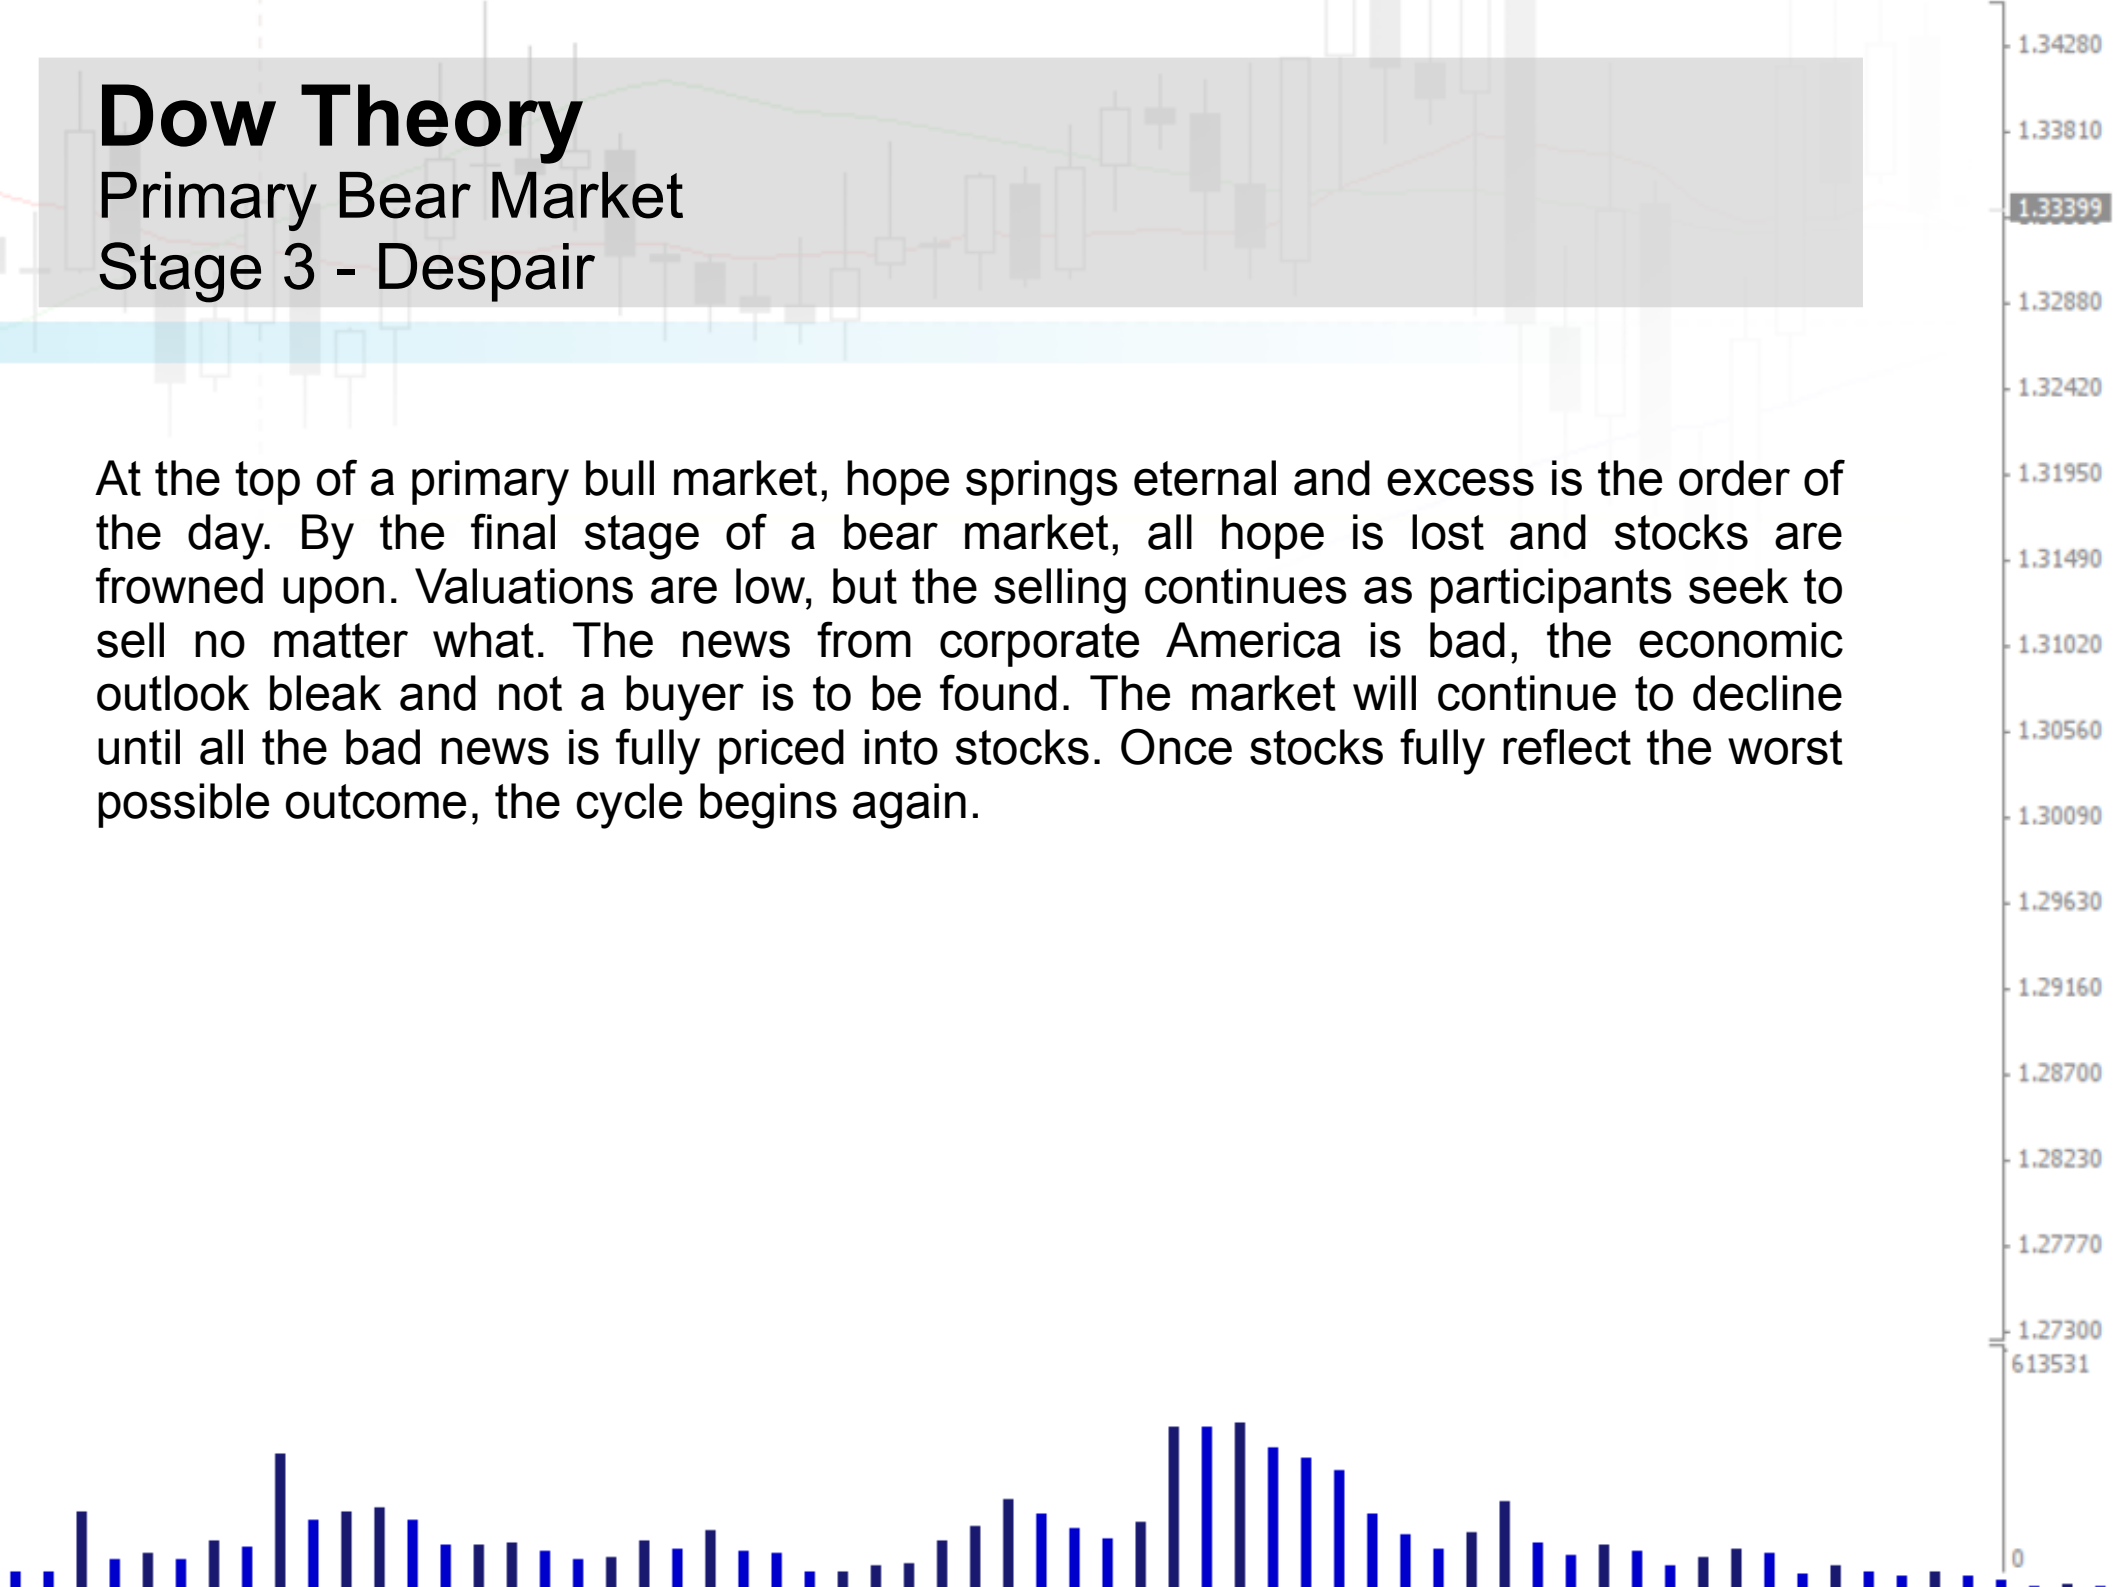 Dow Theory
Primary Bear Market
Stage 3 - Despair
At the top of a primary bull market, hope springs eternal and excess is the order of
the day. By the final stage of a bear market, all hope is lost and stocks are
frowned upon. Valuations are low, but the selling continues as participants seek to
sell no matter what. The news from corporate America is bad, the economic
outlook bleak and not a buyer is to be found. The market will continue to decline
until all the bad news is fully priced into stocks. Once stocks fully reflect the worst
possible outcome, the cycle begins again.
1.34280
1.33810
1.33399
1.32880
1.32420
1.31950
1.31490
1.31020
1.30560
1.30090
1.29630
1.29160
1.28700
1.28230
1.27770
1.27300
613531
0